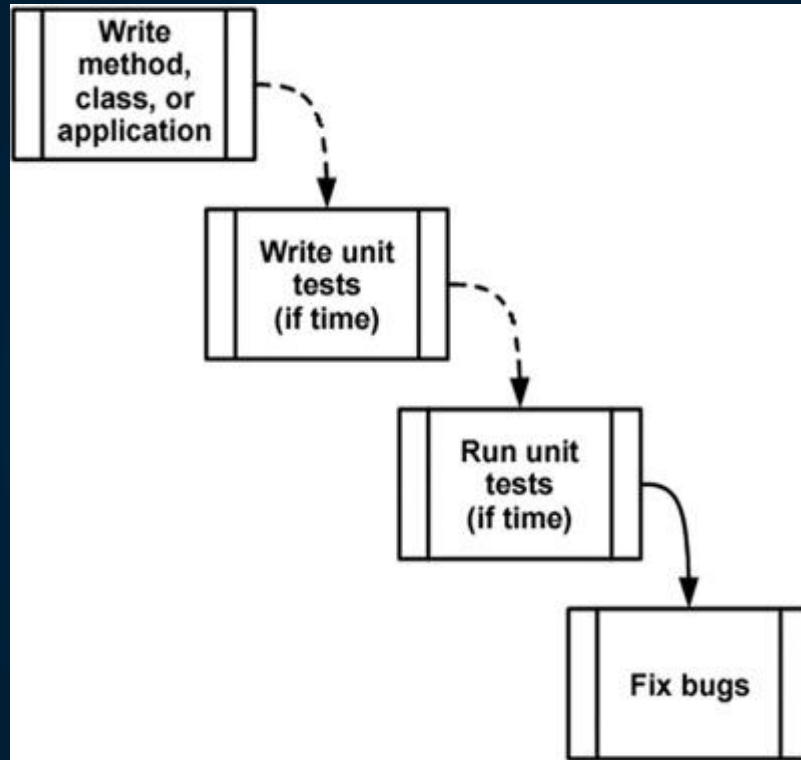 Write
method,
class, or
application
Write unit
tests
(if time)
Run unit
tests
(if time)
Fix bugs